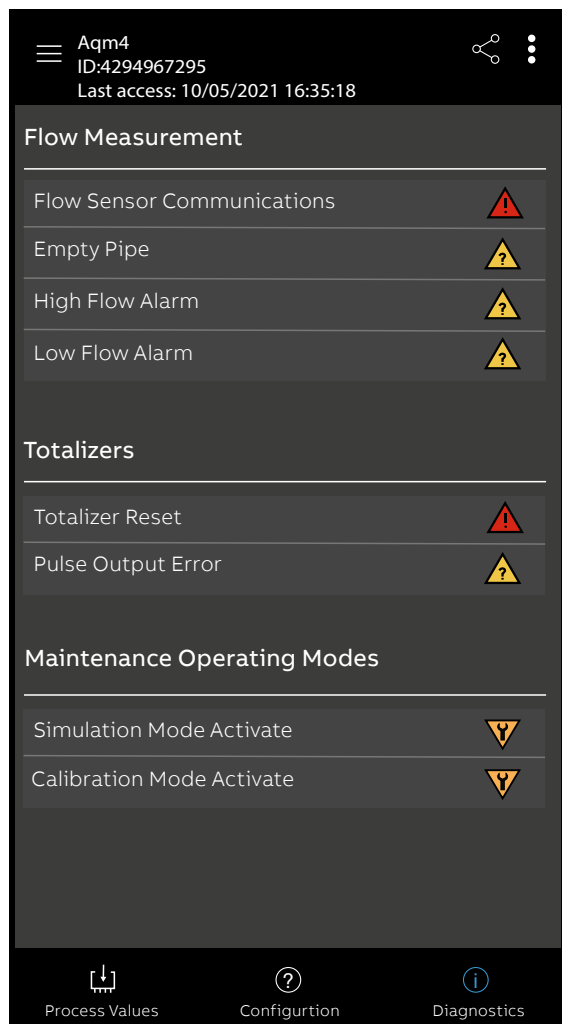 Aqm4
ID:4294967295
Last access: 10/05/2021 16:35:18
Flow Measurement
Flow Sensor Communications
!
Empty Pipe
?
High Flow Alarm
?
Low Flow Alarm
?
Totalizers
Totalizer Reset
!
Pulse Output Error
?
Maintenance Operating Modes
Simulation Mode Activate
Calibration Mode Activate
?
i
Process Values
Configurtion
Diagnostics